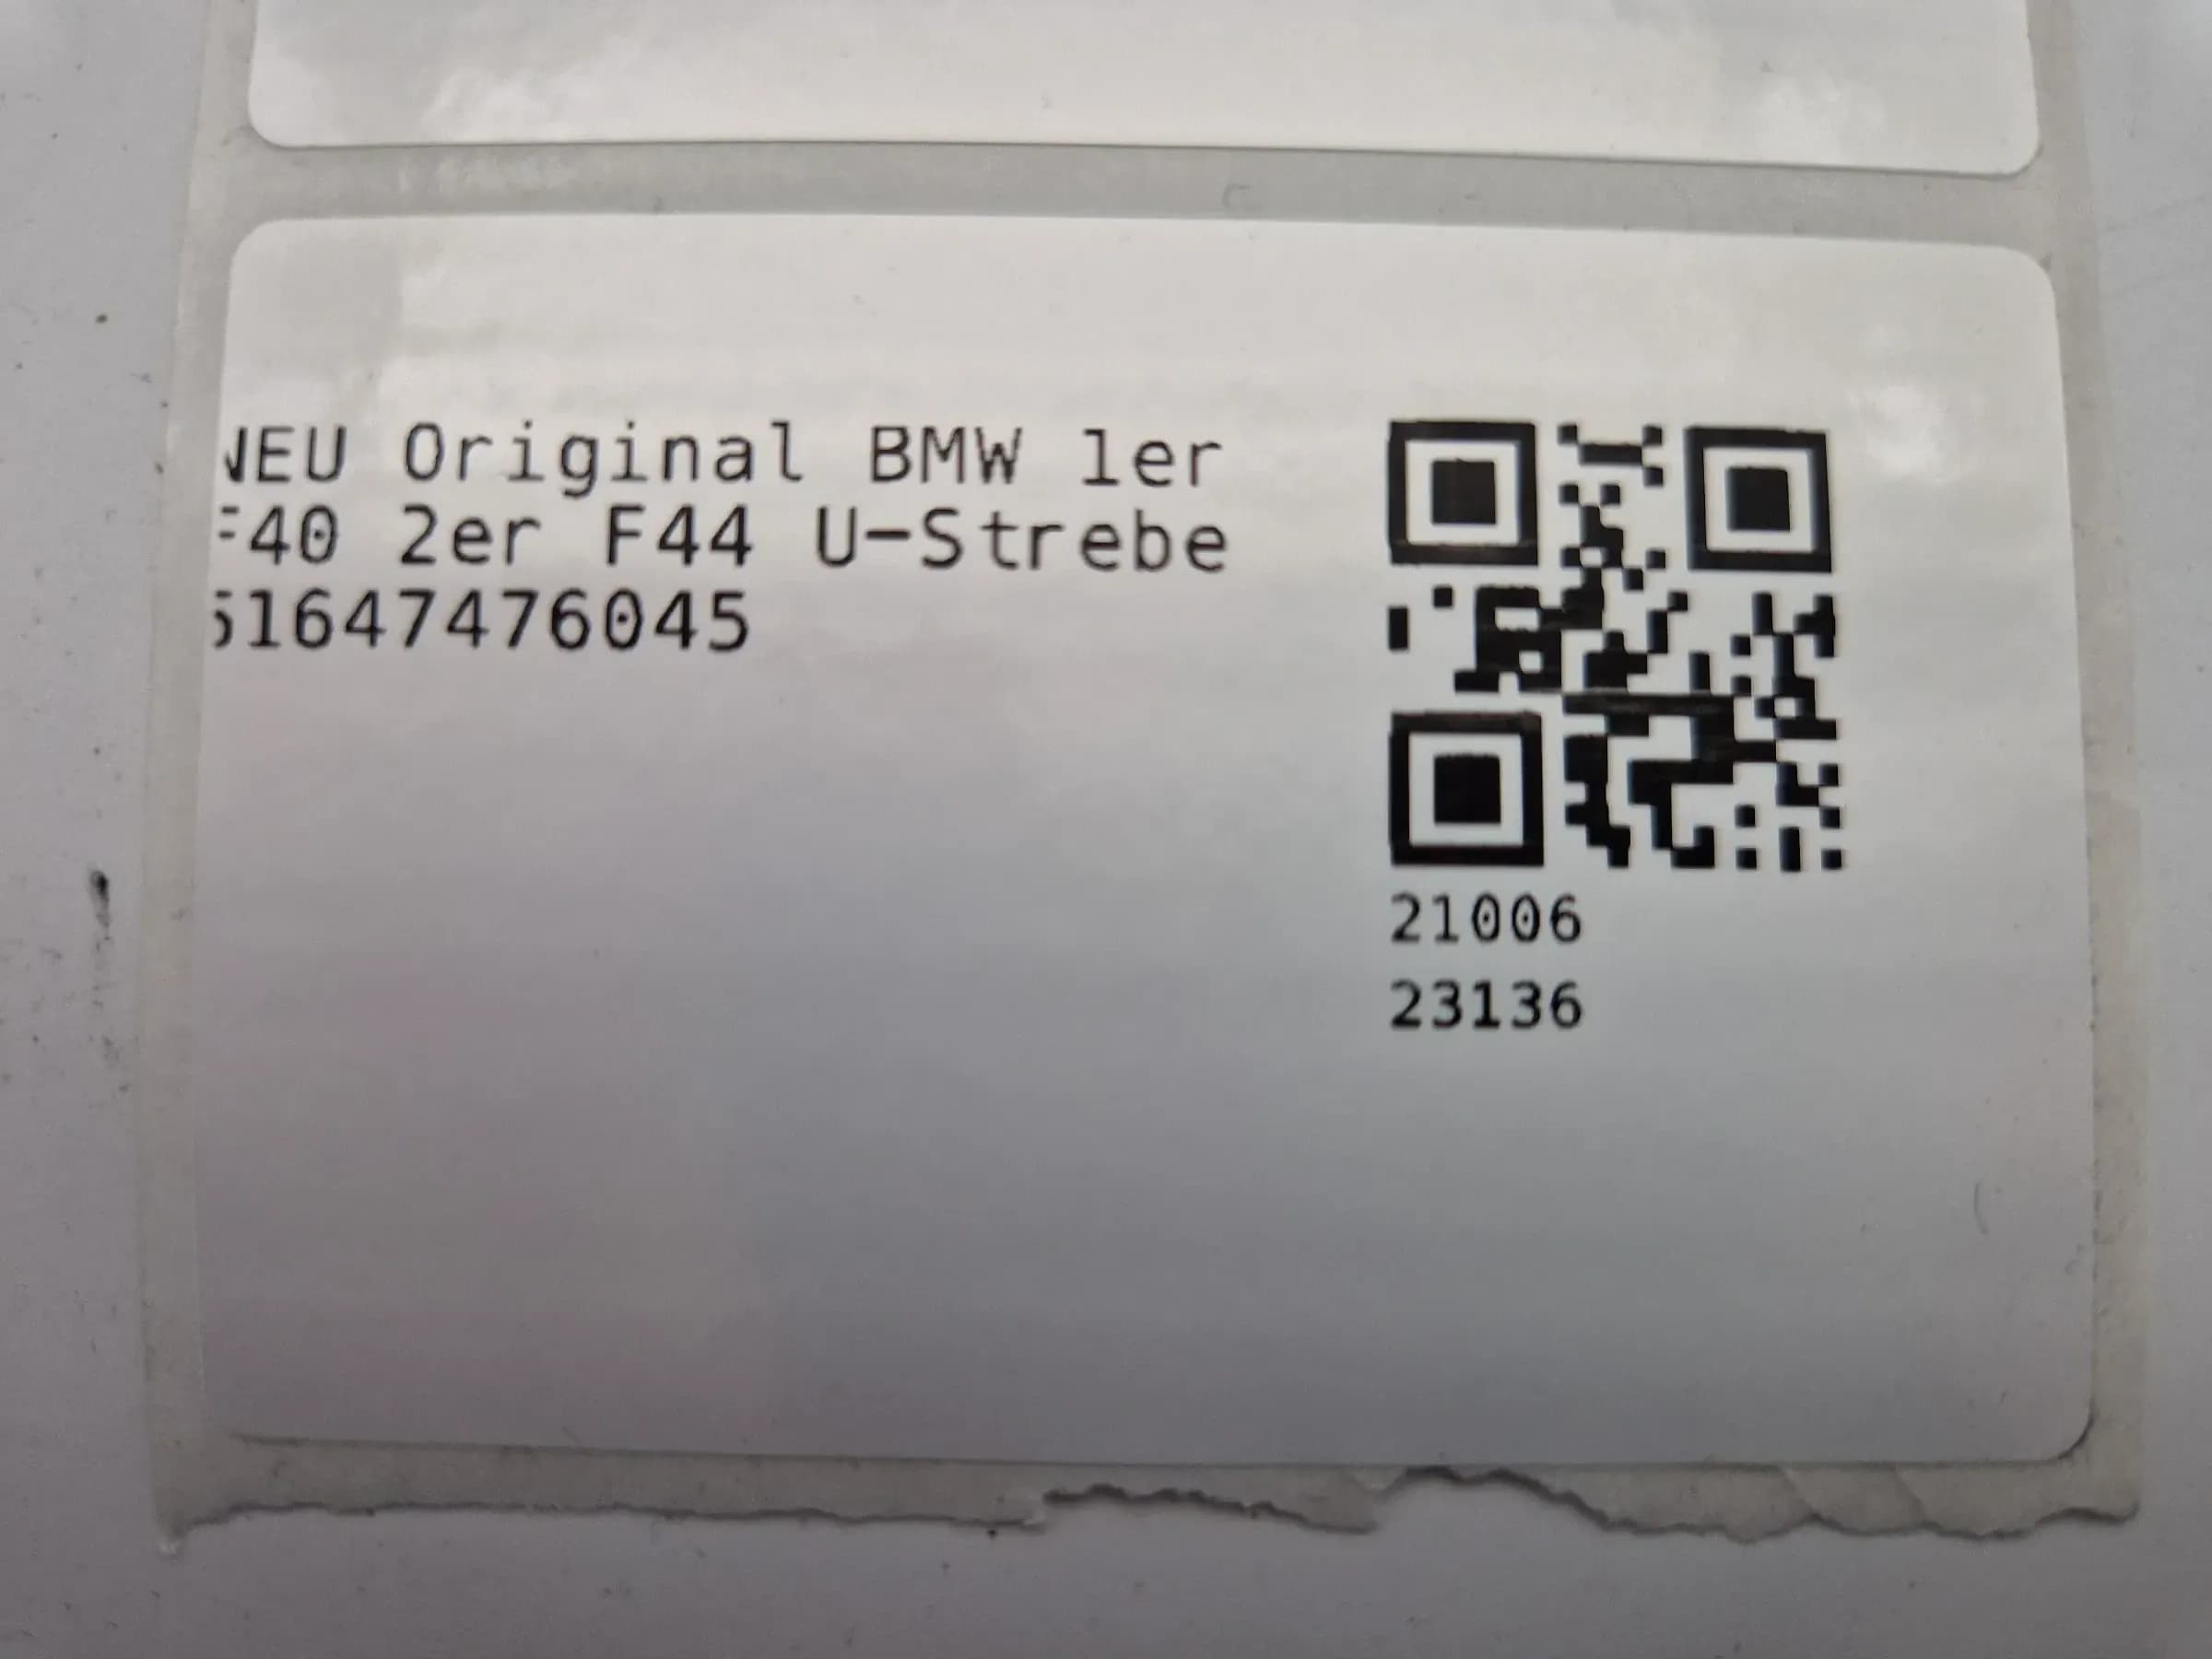 NEU Original BMW 1er
F40 2er F44 U-Strebe
51647476045
21006
23136